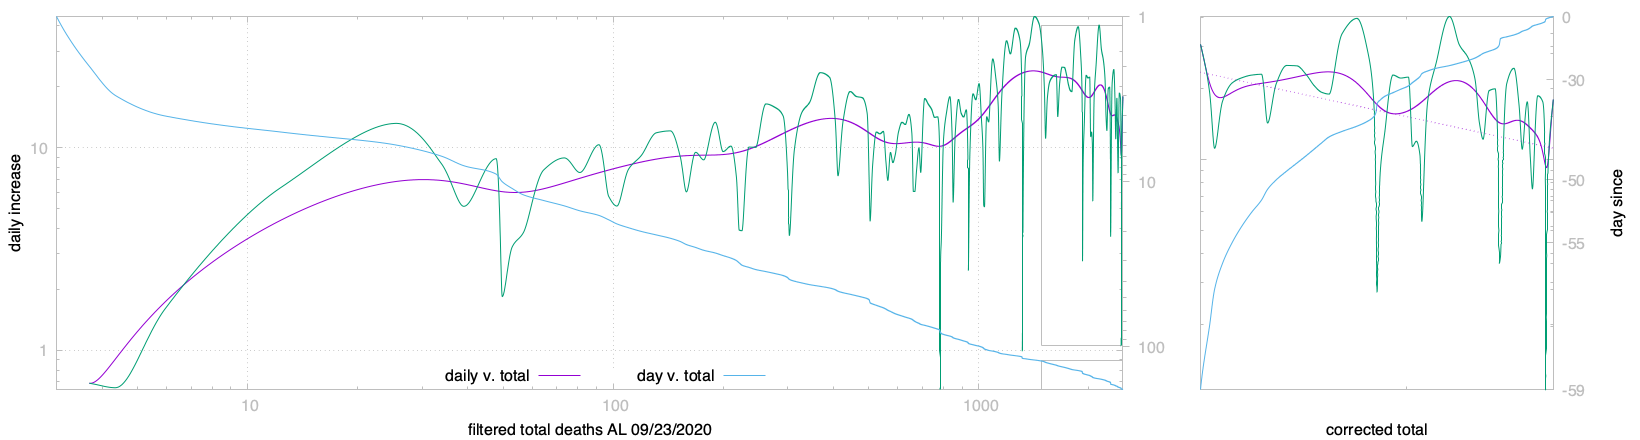 daily increase
10
1
daily v. total
day v. total
10
100
1000
filtered total deaths AL 09/23/2020
1
10
100
0
-30
-50
-55
-59
day since
corrected total